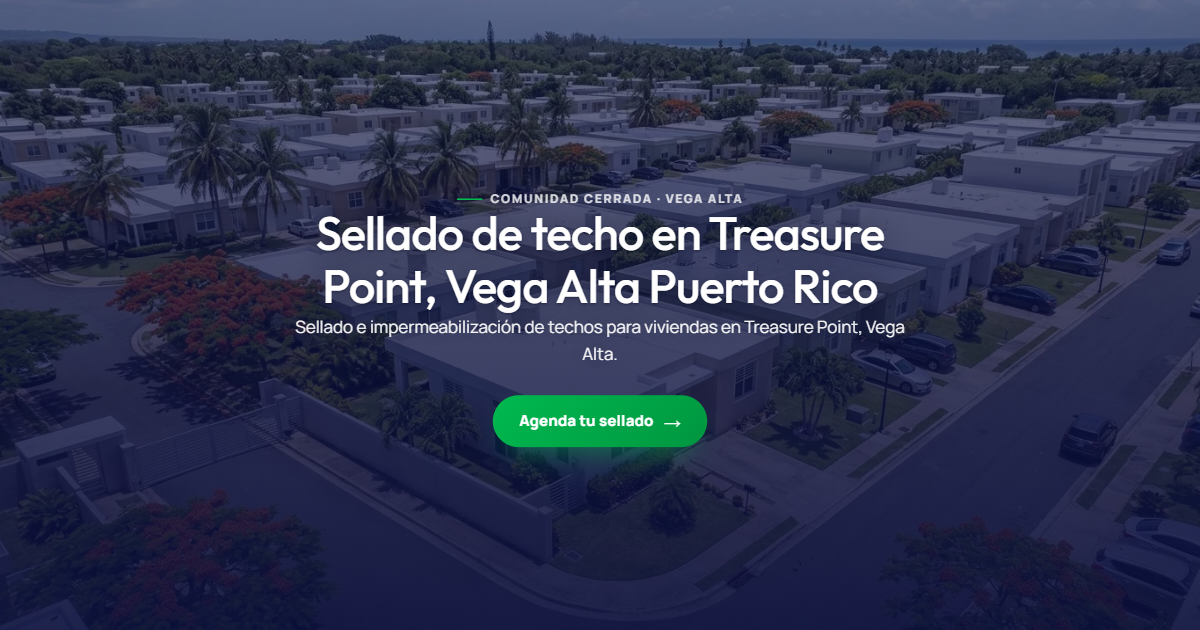 COMUNIDAD CERRADA · VEGA ALTA
Sellado de techo en Treasure
Point, Vega Alta Puerto Rico
Sellado e impermeabilización de techos para viviendas en Treasure Point, Vega
Alta.
Agenda tu sellado →